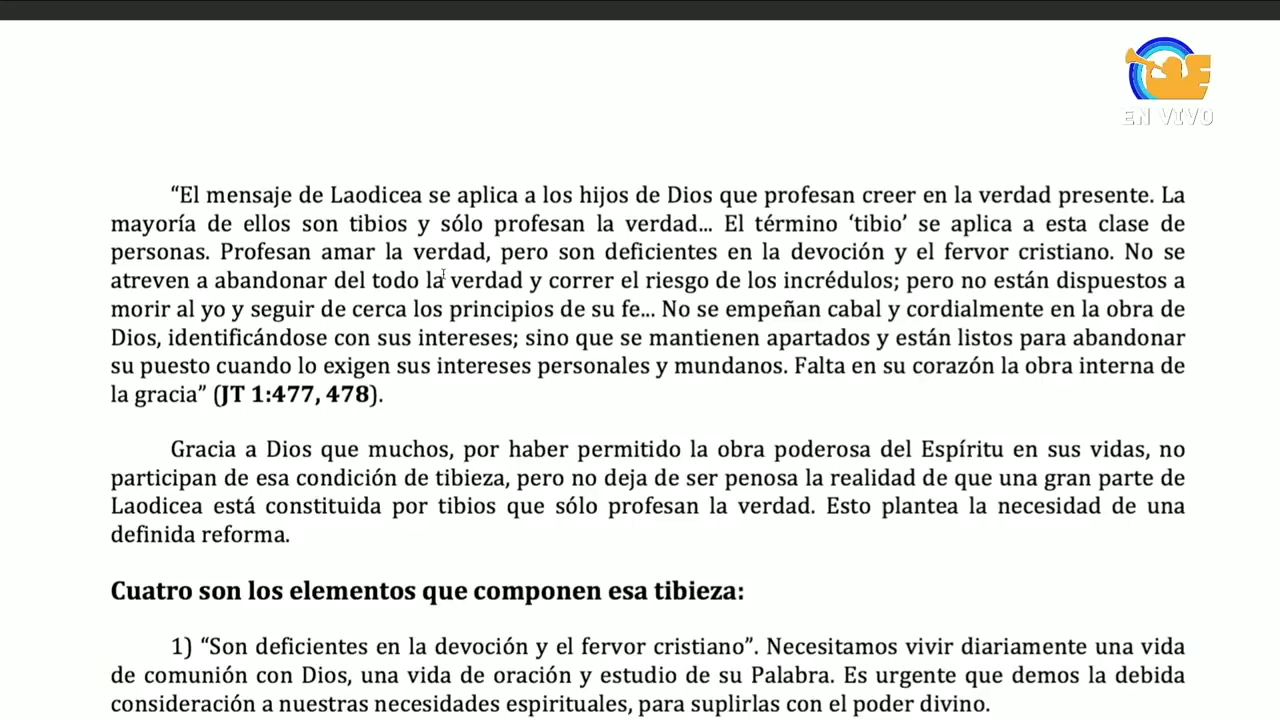 EN VIVO
“El mensaje de Laodicea se aplica a los hijos de Dios que profesan creer en la verdad presente. La
mayoría de ellos son tibios y sólo profesan la verdad... El término ‘tibio’ se aplica a esta clase de
personas. Profesan amar la verdad, pero son deficientes en la devoción y el fervor cristiano. No se
atreven a abandonar del todo la verdad y correr el riesgo de los incrédulos; pero no están dispuestos a
morir al yo y seguir de cerca los principios de su fe... No se empeñan cabal y cordialmente en la obra de
Dios, identificándose con sus intereses; sino que se mantienen apartados y están listos para abandonar
su puesto cuando lo exigen sus intereses personales y mundanos. Falta en su corazón la obra interna de
la gracia” (JT 1:477, 478).
Gracia a Dios que muchos, por haber permitido la obra poderosa del Espíritu en sus vidas, no
participan de esa condición de tibieza, pero no deja de ser penosa la realidad de que una gran parte de
Laodicea está constituida por tibios que sólo profesan la verdad. Esto plantea la necesidad de una
definida reforma.
Cuatro son los elementos que componen esa tibieza:
1) “Son deficientes en la devoción y el fervor cristiano”. Necesitamos vivir diariamente una vida
de comunión con Dios, una vida de oración y estudio de su Palabra. Es urgente que demos la debida
consideración a nuestras necesidades espirituales, para suplirlas con el poder divino.